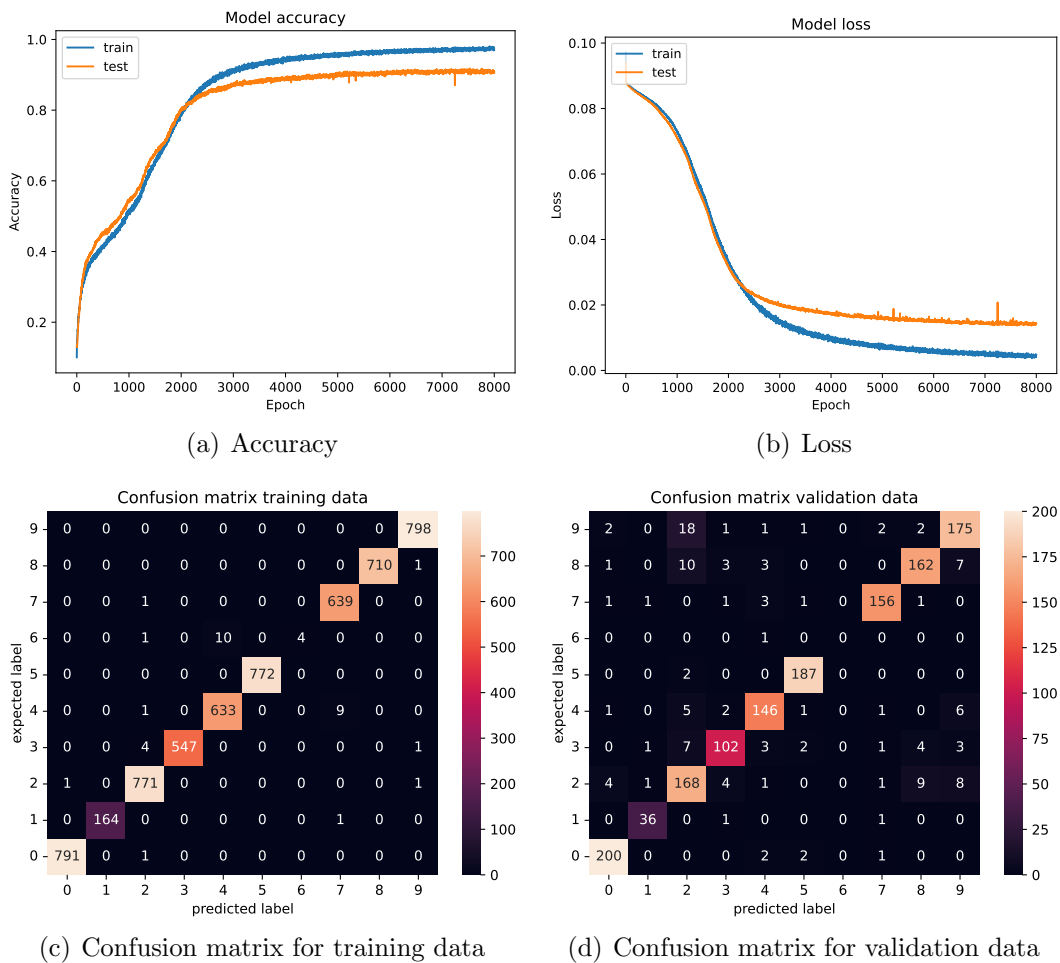 Model accuracy
1.0
0.8
0.6
0.4
0.2
Accuracy
train
test
0 1000 2000 3000 4000 5000 6000 7000 8000
Epoch
(a) Accuracy
Model loss
0.10
0.08
0.06
0.04
0.02
0.00
Loss
train
test
0 1000 2000 3000 4000 5000 6000 7000 8000
Epoch
(b) Loss
Confusion matrix training data
expected label
9 0 0 0 0 0 0 0 0 0 798
8 0 0 0 0 0 0 0 0 710 1
7 0 0 1 0 0 0 0 639 0 0
6 0 0 1 0 10 0 4 0 0 0
5 0 0 0 0 0 772 0 0 0 0
4 0 0 1 0 633 0 0 9 0 0
3 0 0 4 547 0 0 0 0 0 1
2 1 0 771 0 0 0 0 0 0 1
1 0 164 0 0 0 0 0 1 0 0
0 791 0 1 0 0 0 0 0 0 0
0 1 2 3 4 5 6 7 8 9
predicted label
700
600
500
400
300
200
100
0
(c) Confusion matrix for training data
Confusion matrix validation data
expected label
9 2 0 18 1 1 1 0 2 2 175
8 1 0 10 3 3 0 0 0 162 7
7 1 1 0 1 3 1 0 156 1 0
6 0 0 0 0 1 0 0 0 0 0
5 0 0 2 0 0 187 0 0 0 0
4 1 0 5 2 146 1 0 1 0 6
3 0 1 7 102 3 2 0 1 4 3
2 4 1 168 4 1 0 0 1 9 8
1 0 36 0 1 0 0 0 1 0 0
0 200 0 0 0 2 2 0 1 0 0
0 1 2 3 4 5 6 7 8 9
predicted label
200
175
150
125
100
75
50
25
0
(d) Confusion matrix for validation data